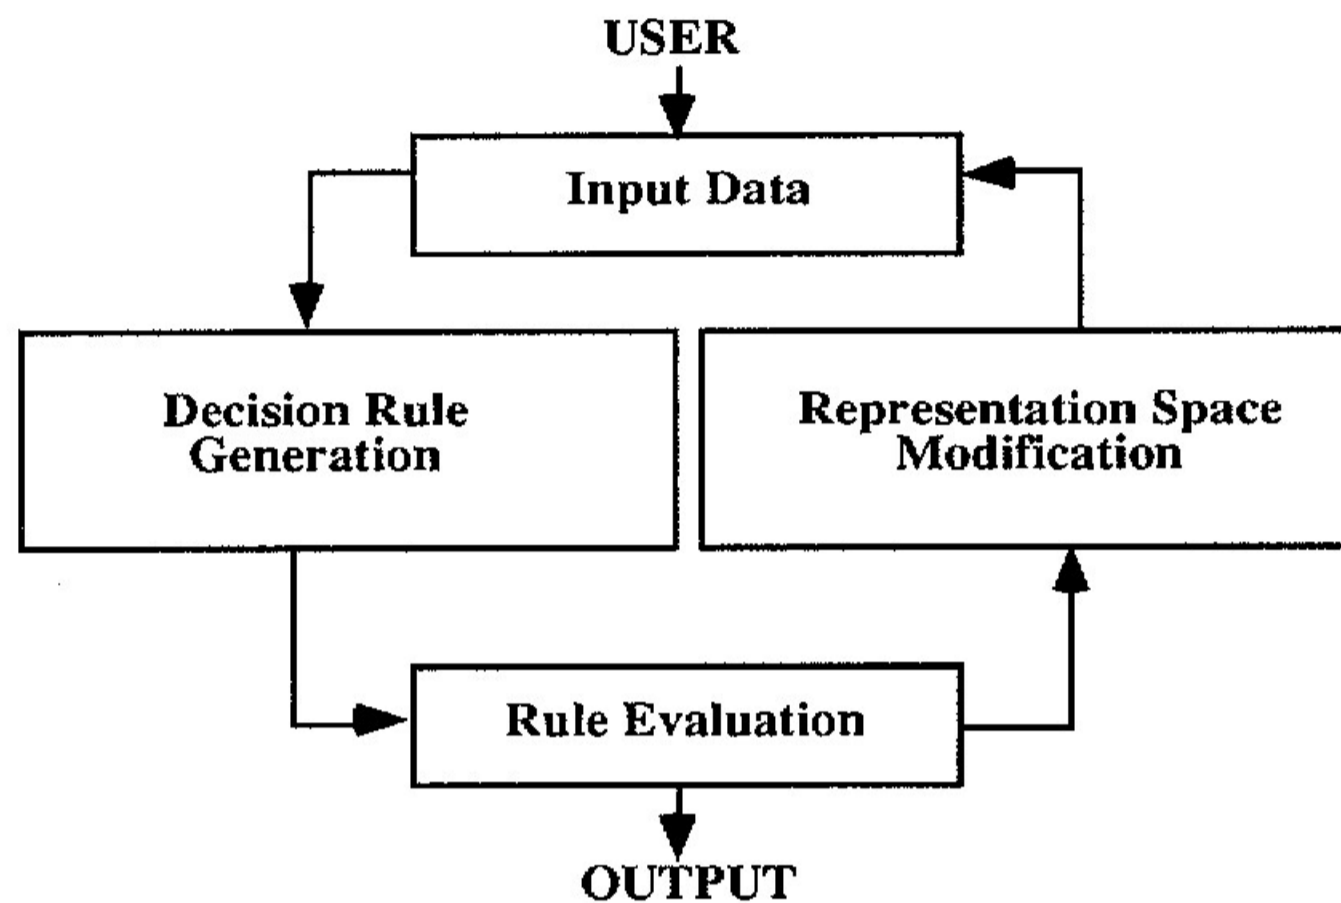 USER
Input Data
Decision Rule
Generation
Representation Space
Modification
Rule Evaluation
OUTPUT